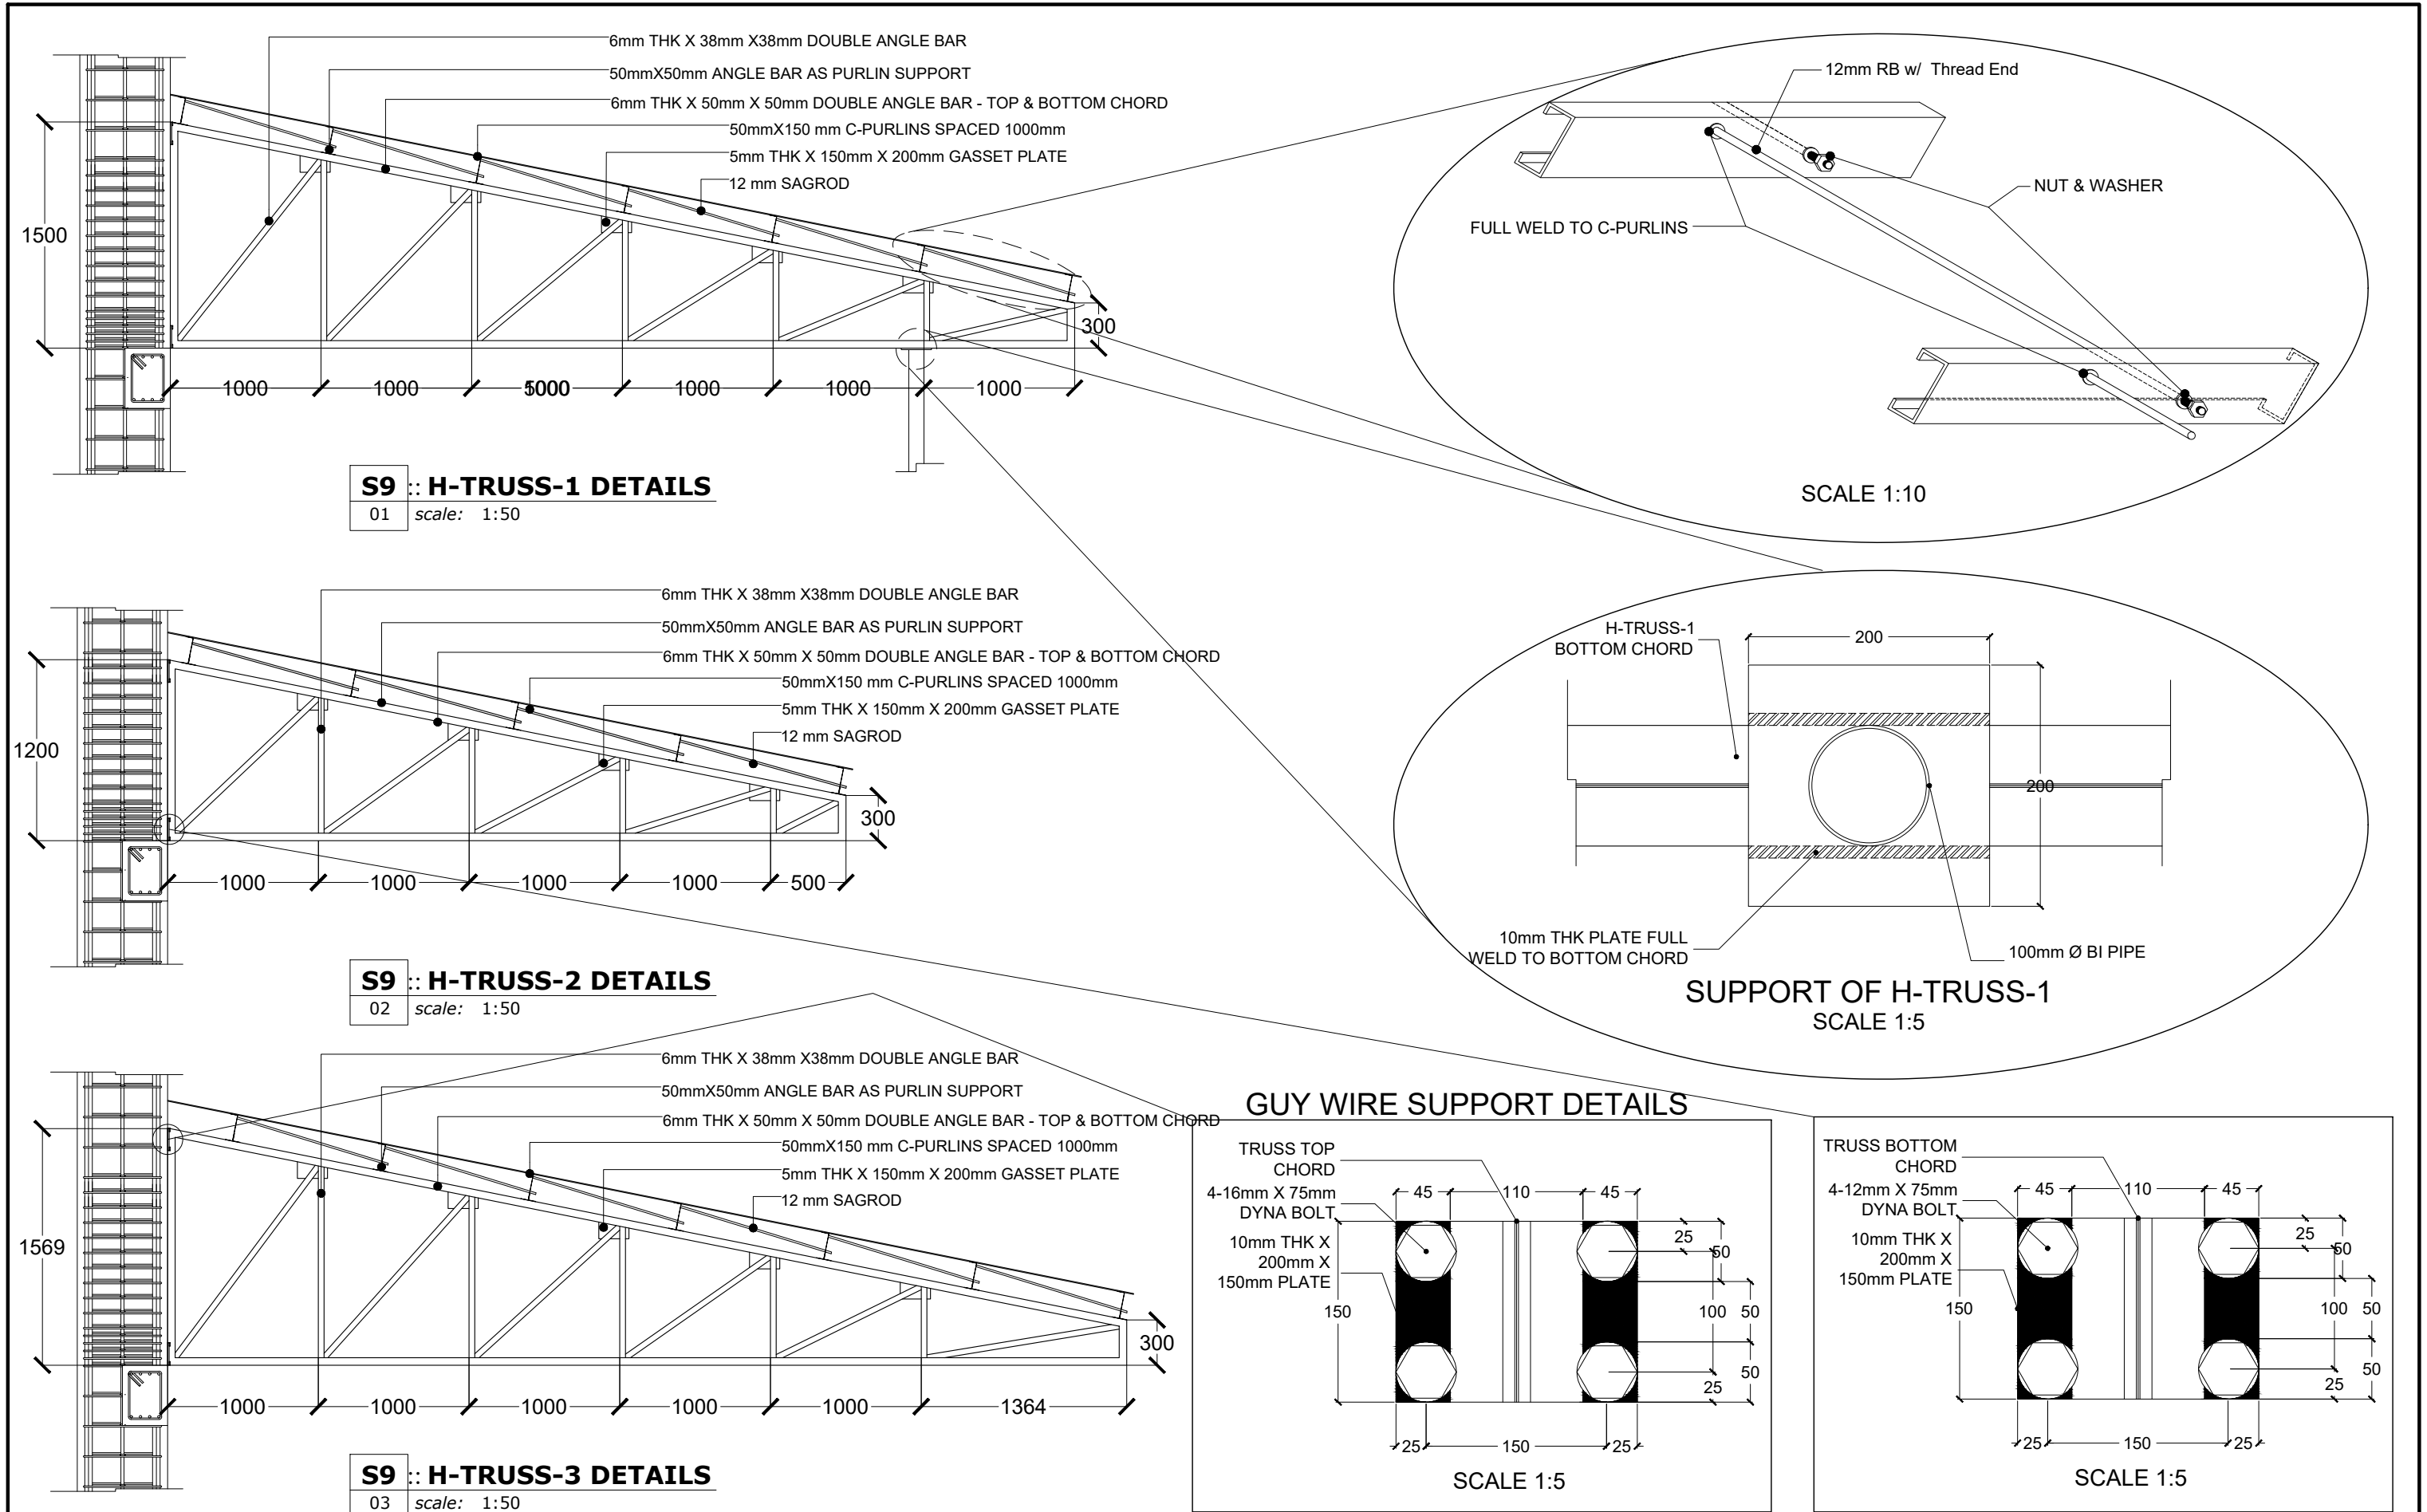 6mm THK X 38mm X38mm DOUBLE ANGLE BAR
50mmX50mm ANGLE BAR AS PURLIN SUPPORT
6mm THK X 50mm X 50mm DOUBLE ANGLE BAR - TOP & BOTTOM CHORD
50mmX150 mm C-PURLINS SPACED 1000mm
5mm THK X 150mm X 200mm GASSET PLATE
12 mm SAGROD
1500
300
1000
1000
1000
1000
1000
S9 :: H-TRUSS-1 DETAILS
01 scale: 1:50
12mm RB w/ Thread End
NUT & WASHER
FULL WELD TO C-PURLINS
SCALE 1:10
6mm THK X 38mm X38mm DOUBLE ANGLE BAR
50mmX50mm ANGLE BAR AS PURLIN SUPPORT
6mm THK X 50mm X 50mm DOUBLE ANGLE BAR - TOP & BOTTOM CHORD
50mmX150 mm C-PURLINS SPACED 1000mm
5mm THK X 150mm X 200mm GASSET PLATE
12 mm SAGROD
1200
300
1000
1000
1000
1000
500
S9 :: H-TRUSS-2 DETAILS
02 scale: 1:50
H-TRUSS-1
BOTTOM CHORD
200
200
10mm THK PLATE FULL
WELD TO BOTTOM CHORD
100mm Ø BI PIPE
SUPPORT OF H-TRUSS-1
SCALE 1:5
6mm THK X 38mm X38mm DOUBLE ANGLE BAR
50mmX50mm ANGLE BAR AS PURLIN SUPPORT
6mm THK X 50mm X 50mm DOUBLE ANGLE BAR - TOP & BOTTOM CHORD
50mmX150 mm C-PURLINS SPACED 1000mm
5mm THK X 150mm X 200mm GASSET PLATE
12 mm SAGROD
1569
300
1000
1000
1000
1000
1000
1364
S9 :: H-TRUSS-3 DETAILS
03 scale: 1:50
GUY WIRE SUPPORT DETAILS
TRUSS TOP
CHORD
4-16mm X 75mm
DYNA BOLT
10mm THK X
200mm X
150mm PLATE
45
110
45
25
50
150
100
50
50
25
25
150
25
SCALE 1:5
TRUSS BOTTOM
CHORD
4-12mm X 75mm
DYNA BOLT
10mm THK X
200mm X
150mm PLATE
45
110
45
25
50
150
100
50
50
25
25
150
25
SCALE 1:5